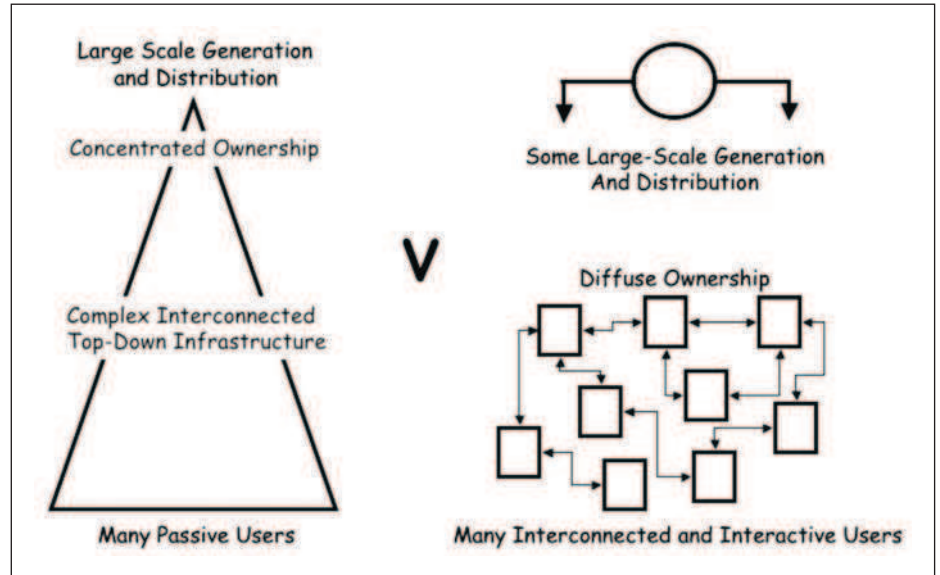 Large Scale Generation
and Distribution
Concentrated Ownership
Complex Interconnected
Top-Down Infrastructure
Many Passive Users
V
Some Large-Scale Generation
And Distribution
Diffuse Ownership
Many Interconnected and Interactive Users